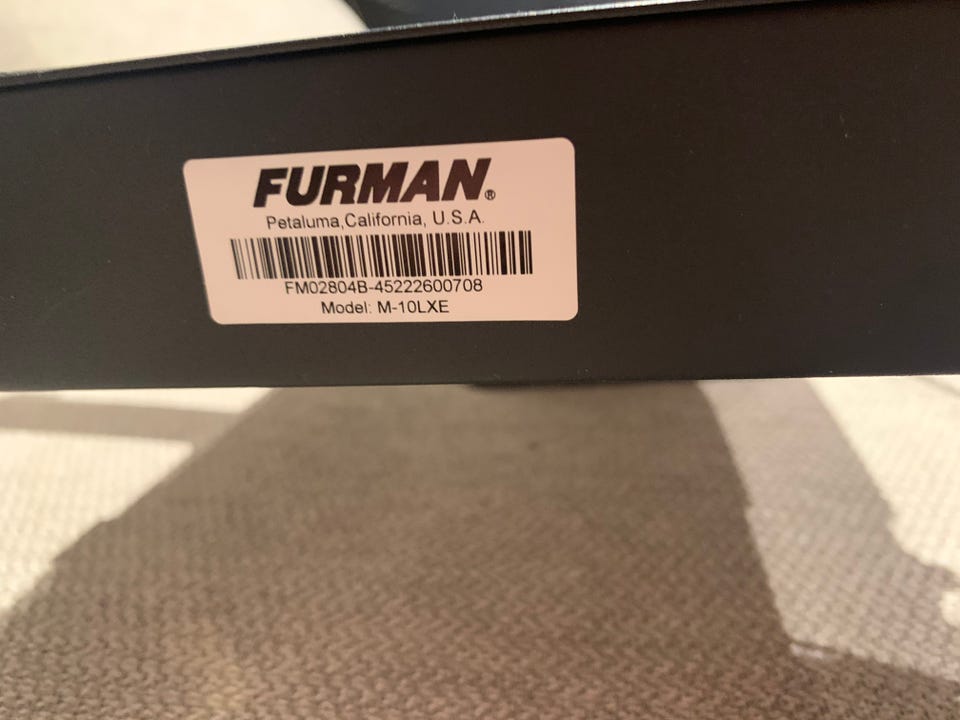 FURMAN®
Petaluma,California, U.S.A.
FM02804B-45222600708
Model: M-10LXE